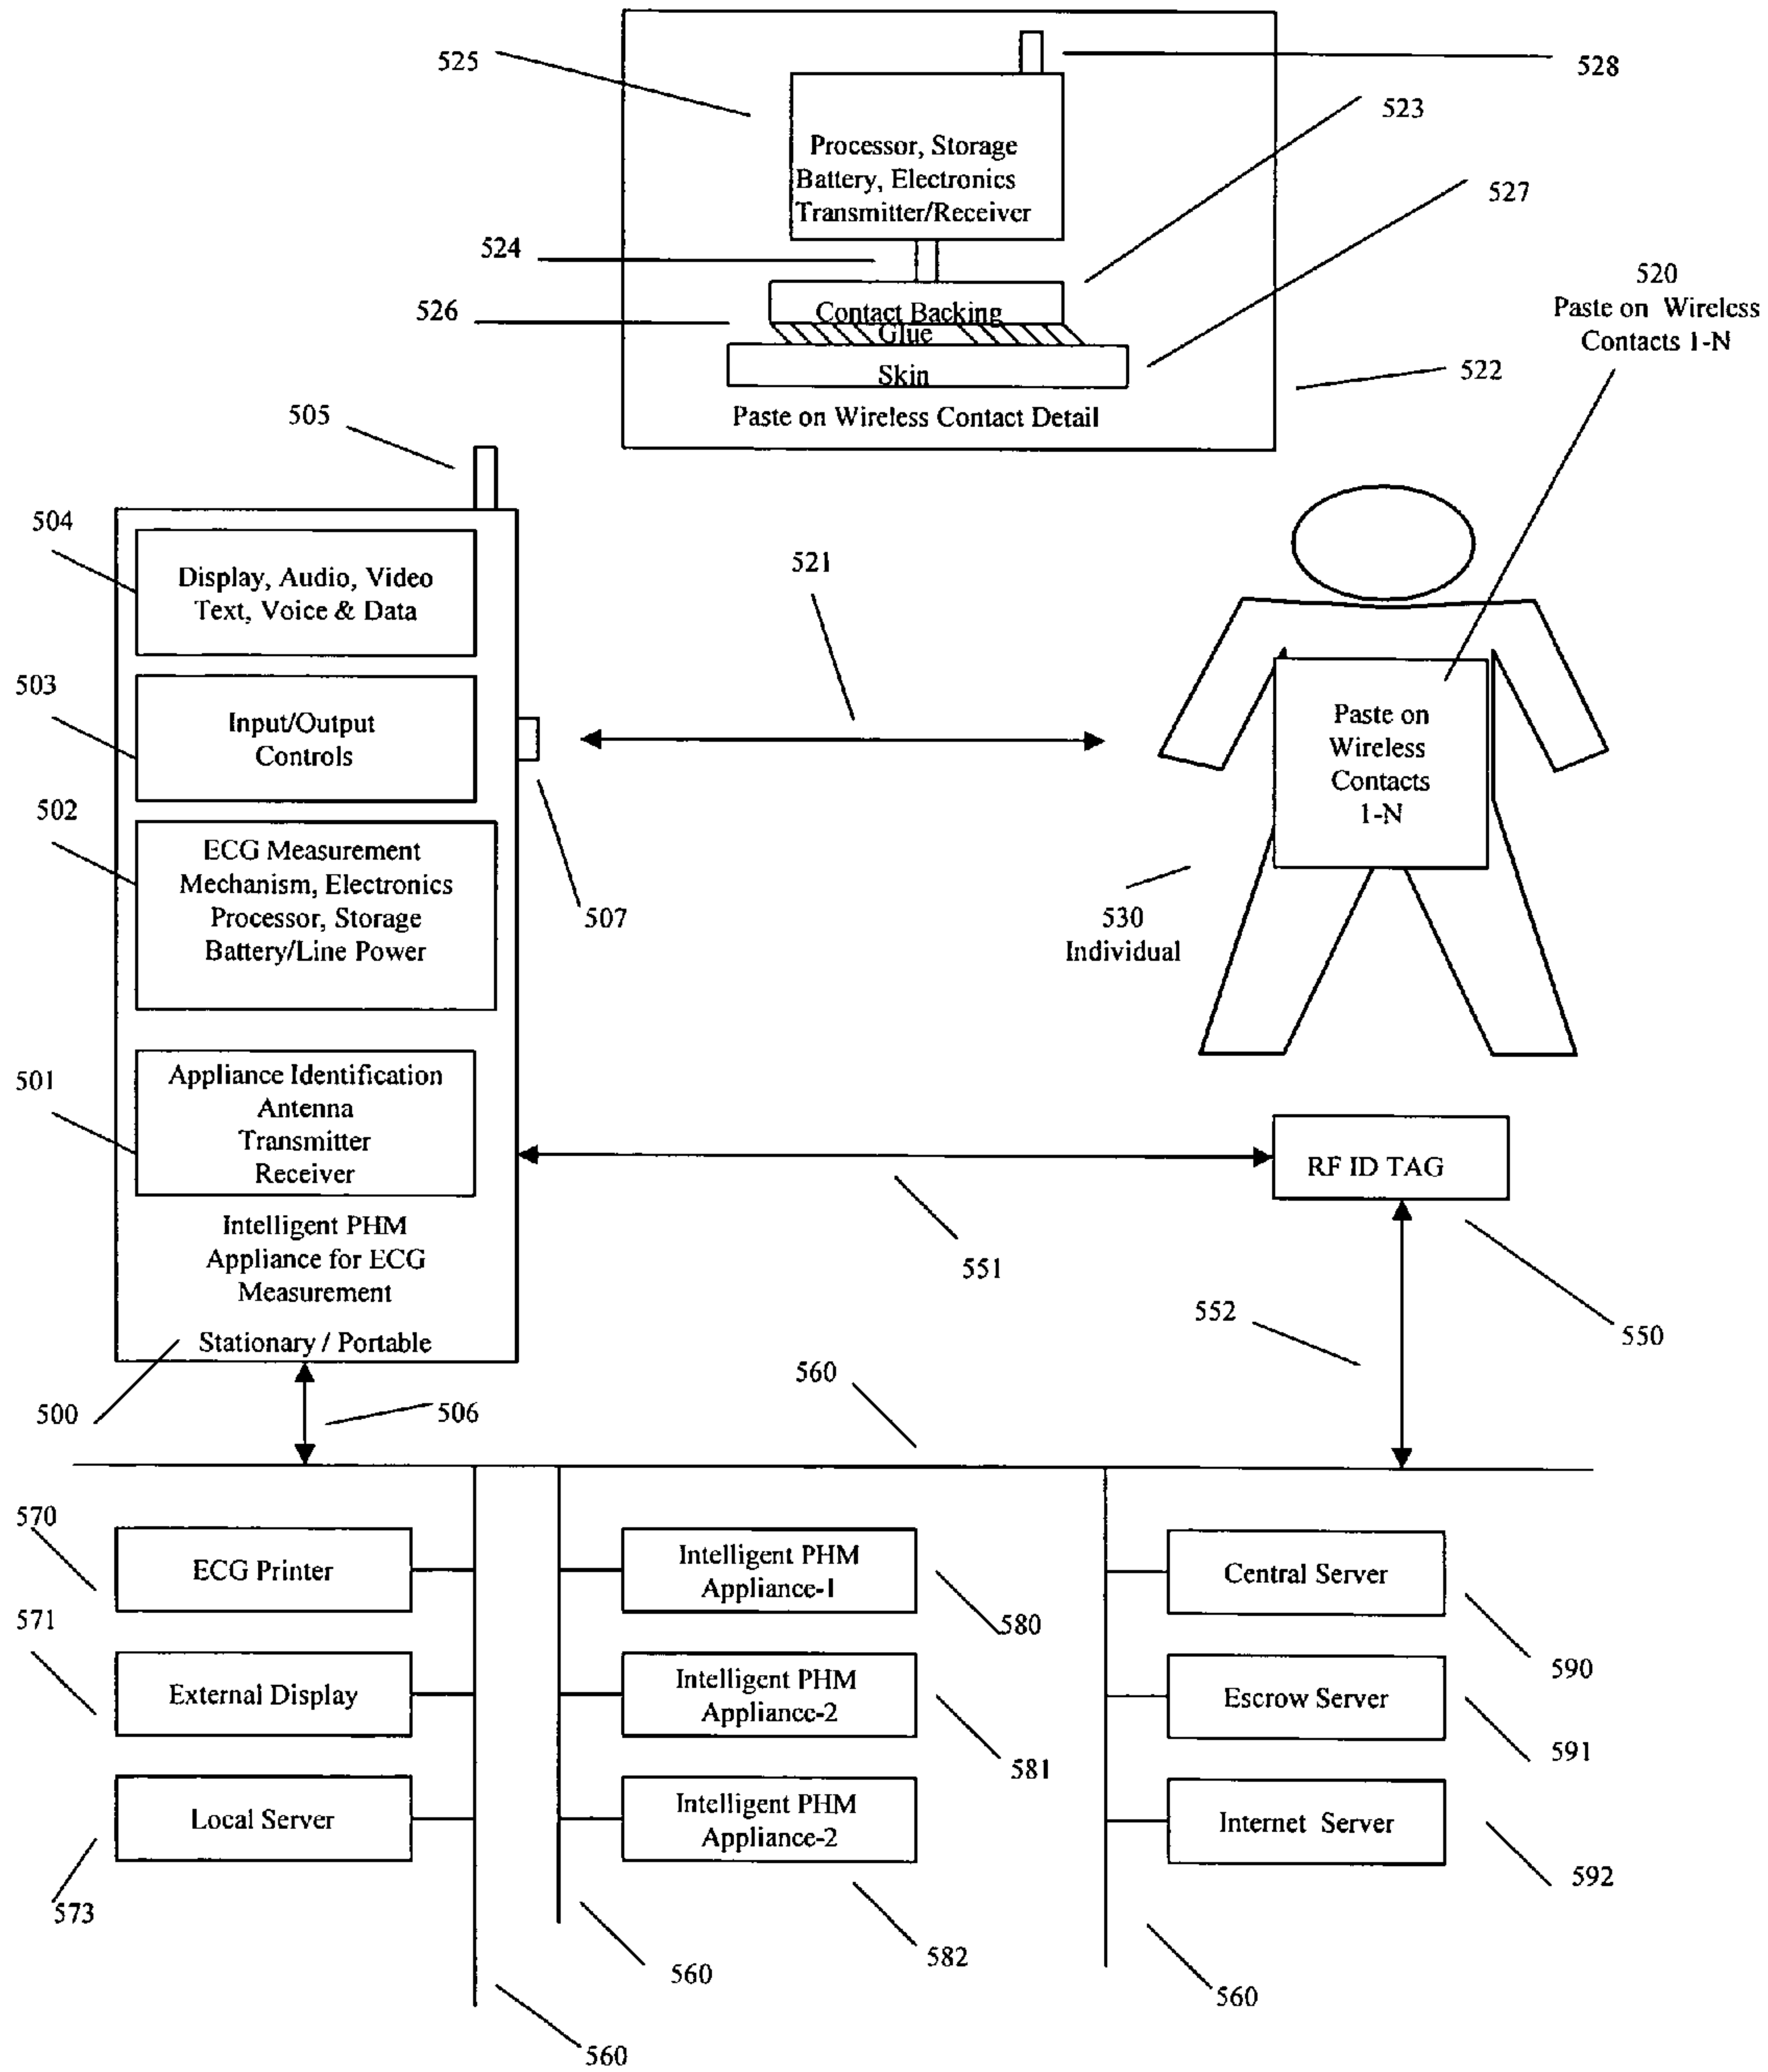 525
528
523
Processor, Storage
Battery, Electronics
Transmitter/Receiver
527
524
526
Contact Backing
Glue
Skin
520
Paste on Wireless
Contacts 1-N
522
Paste on Wireless Contact Detail
505
504
Display, Audio, Video
Text, Voice & Data
521
503
Input/Output
Controls
Paste on
Wireless
Contacts
1-N
502
ECG Measurement
Mechanism, Electronics
Processor, Storage
Battery/Line Power
507
530
Individual
501
Appliance Identification
Antenna
Transmitter
Receiver
RF ID TAG
Intelligent PHM
Appliance for ECG
Measurement
551
552
550
Stationary / Portable
560
500
506
570
ECG Printer
Intelligent PHM
Appliance-1
Central Server
571
580
590
External Display
Intelligent PHM
Appliance-2
Escrow Server
581
591
Local Server
Intelligent PHM
Appliance-2
Internet Server
573
582
592
560
560
560